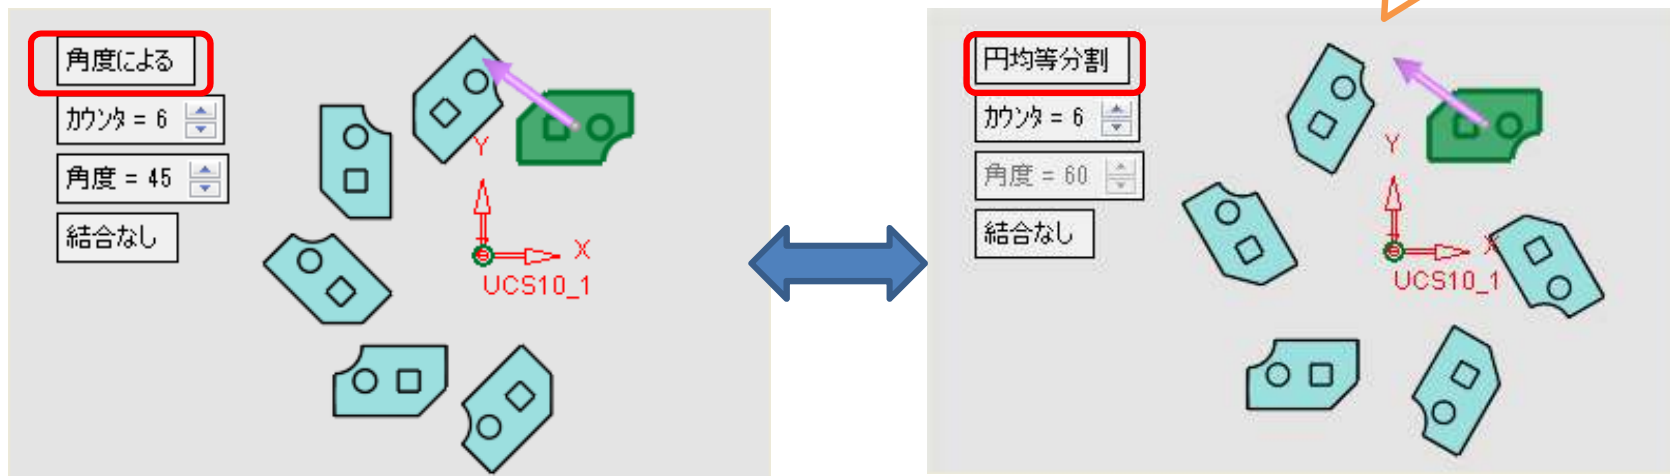 角度による
カウンタ = 6
角度 = 45
結合なし
Y
X
UCS10_1
円均等分割
カウンタ = 6
角度 = 60
結合なし
Y
X
UCS10_1